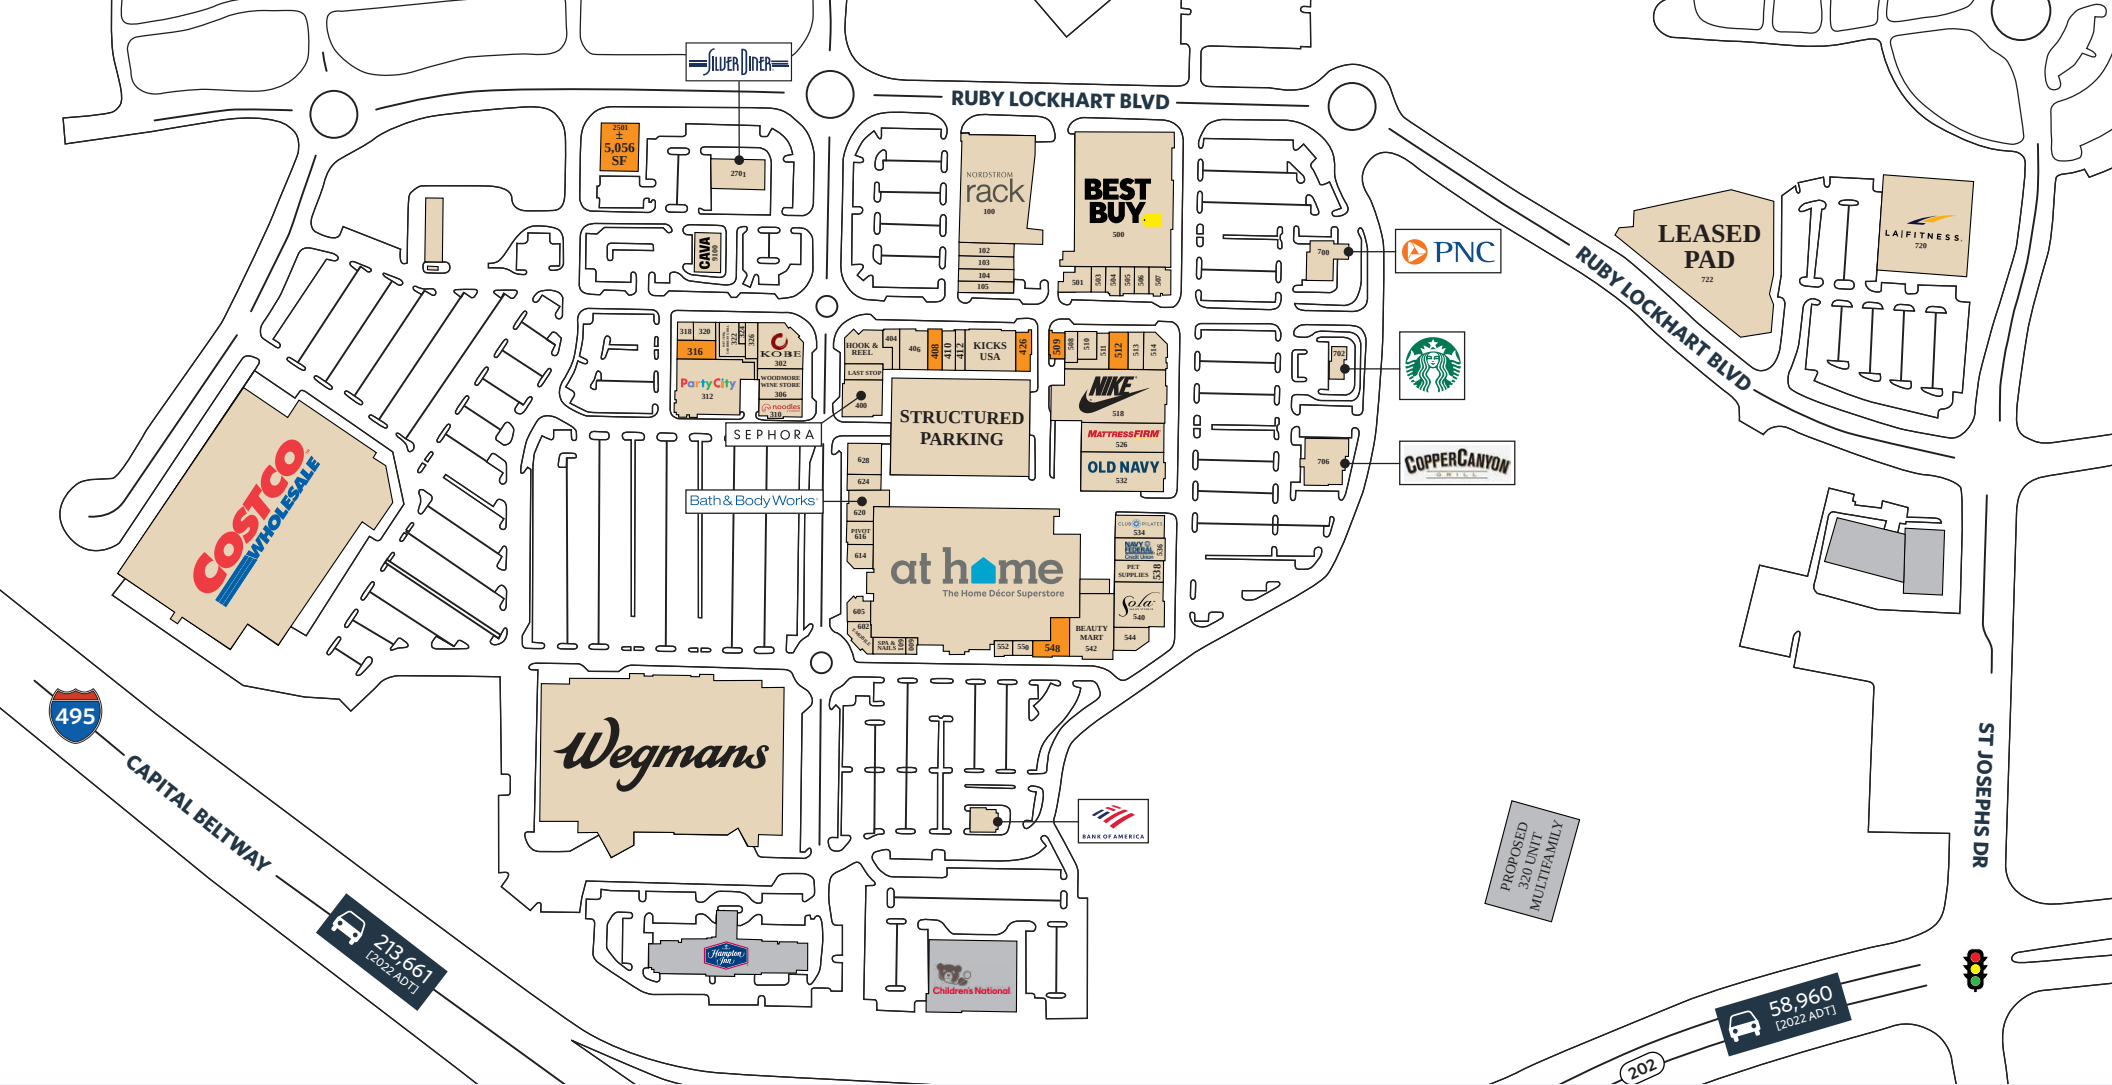 SILVER DINER
RUBY LOCKHART BLVD
2501
±
5,056
SF
2701
NORDSTROM
rack
100
BEST
BUY
500
CAVA
9100
102
103
104
105
501
503
504
505
506
507
700
PNC
LEASED
PAD
722
LA|FITNESS.
720
RUBY LOCKHART BLVD
318
320
322
324
326
316
KOBE
302
PartyCity
312
WOODMORE
WINE STORE
306
noodles
310
HOOK &
REEL
404
406
408
410
412
KICKS
USA
426
LAST STOP
400
509
508
510
511
512
513
514
702
NIKE
518
STRUCTURED
PARKING
SEPHORA
MATTRESSFIRM
526
OLD NAVY
532
706
COPPERCANYON
GRILL
COSTCO
WHOLESALE
628
624
Bath & Body Works
620
PIVOT
616
614
at home
The Home Décor Superstore
CLUB PILATES
534
NAVY
FEDERAL
Credit Union
536
PET
SUPPLIES
538
Sola
540
605
602
SPA &
NAILS
601
600
552
550
548
BEAUTY
MART
542
544
495
CAPITAL BELTWAY
Wegmans
BANK OF AMERICA
ST JOSEPHS DR
PROPOSED
320 UNIT
MULTIFAMILY
213,661
[2022 ADT]
Hampton
Inn
Children's National
58,960
[2022 ADT]
202